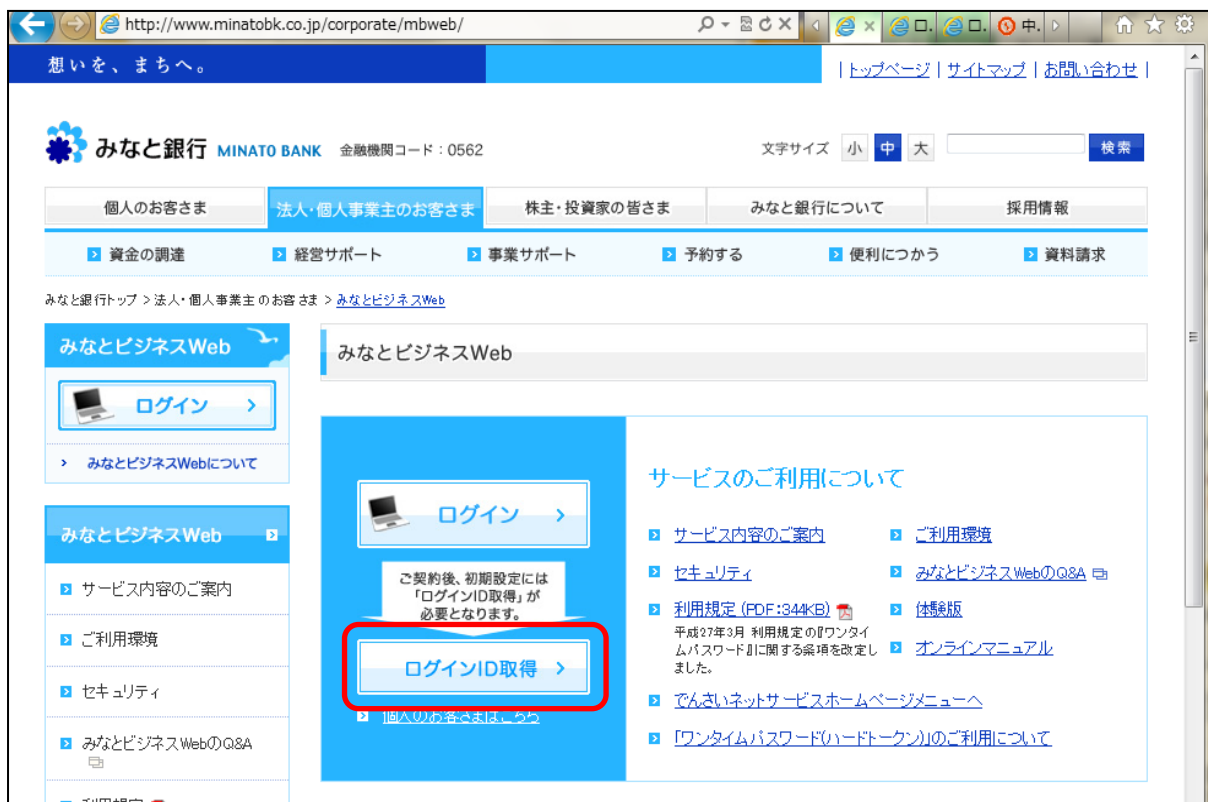 http://www.minatobk.co.jp/corporate/mbweb/
中.
想いを、まちへ。
|トップページ|サイトマップ|お問い合わせ|
みなと銀行 MINATO BANK 金融機関コード：0562
文字サイズ 小 中 大 検索
個人のお客さま 法人・個人事業主のお客さま 株主・投資家の皆さま みなと銀行について 採用情報
資金の調達 経営サポート 事業サポート 予約する 便利につかう 資料請求
みなと銀行トップ > 法人・個人事業主のお客さま > みなとビジネスWeb
みなとビジネスWeb
ログイン
みなとビジネスWebについて
みなとビジネスWeb
サービス内容のご案内
ご利用環境
セキュリティ
みなとビジネスWebのQ&A
みなとビジネスWeb
ログイン
ご契約後、初期設定には
「ログインID取得」が
必要となります。
ログインID取得
個人のお客さまはこちら
サービスのご利用について
サービス内容のご案内
ご利用環境
セキュリティ
みなとビジネスWebのQ&A
利用規定（PDF：344KB）
体験版
平成27年3月 利用規定の『ワンタイ
ムパスワード』に関する条項を改定し
ました。
オンラインマニュアル
でんさいネットサービスホームページメニューへ
「ワンタイムパスワード(ハードトークン)」のご利用について